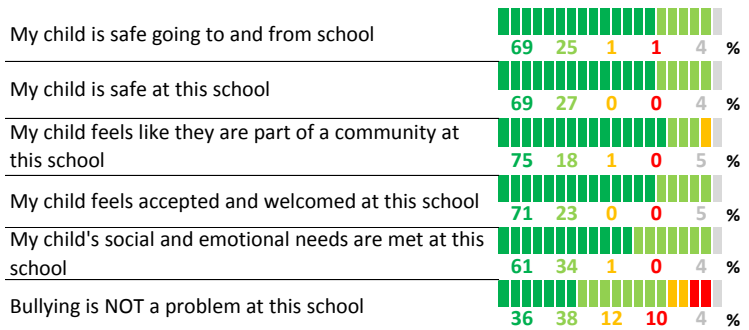 My child is safe going to and from school
69 25 1 1 4 %
My child is safe at this school
69 27 0 0 4 %
My child feels like they are part of a community at
this school
75 18 1 0 5 %
My child feels accepted and welcomed at this school
71 23 0 0 5 %
My child's social and emotional needs are met at this
school
61 34 1 0 4 %
Bullying is NOT a problem at this school
36 38 12 10 4 %